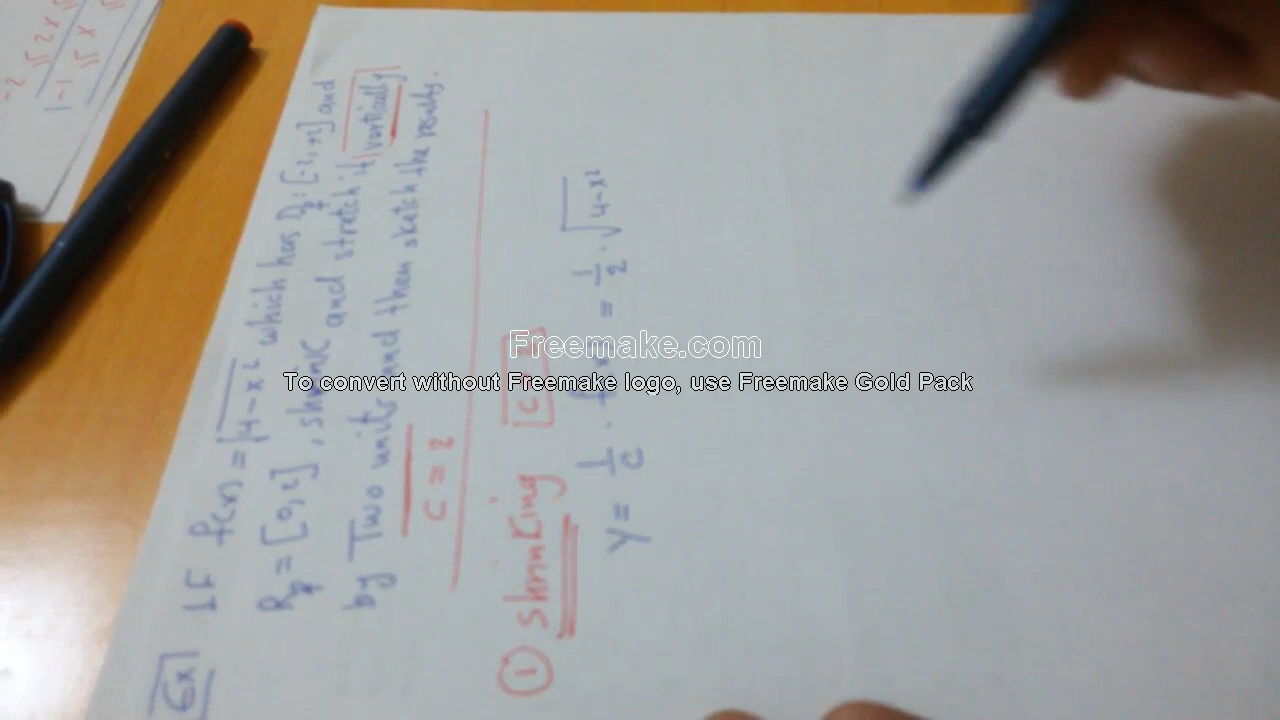 Ex IF f(x) = √4-x² which has Df: [-2,+2] and
Rf = [0,2], shrink and stretch it vertically
by Two units and then sketch the results.
C = 2
① Shrinking
y = 1/C . f(x) = 1/2 . √4-x²
Freemake.com
To convert without Freemake logo, use Freemake Gold Pack
-2
-1